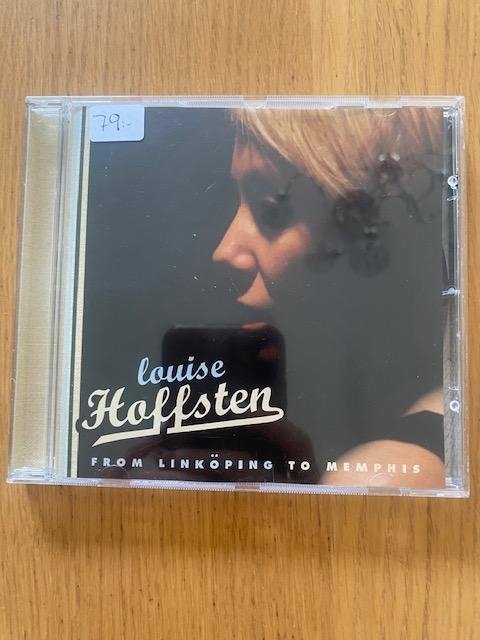 79:-
louise
Hoffsten
FROM LINKÖPING TO MEMPHIS